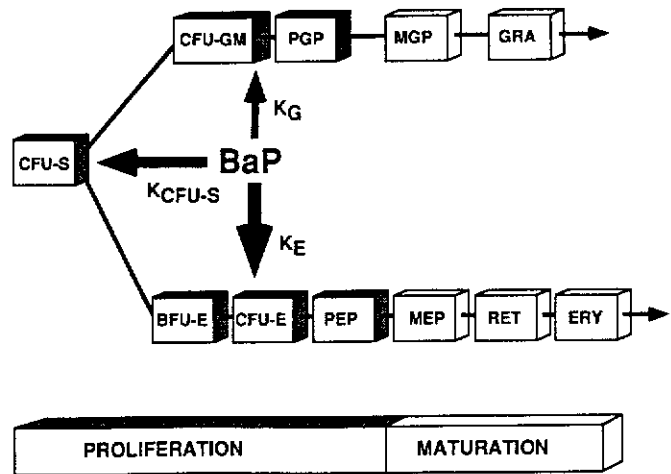 CFU-GM PGP MGP GRA
K_G
CFU-S BaP
K_CFU-S
K_E
BFU-E CFU-E PEP MEP RET ERY
PROLIFERATION MATURATION